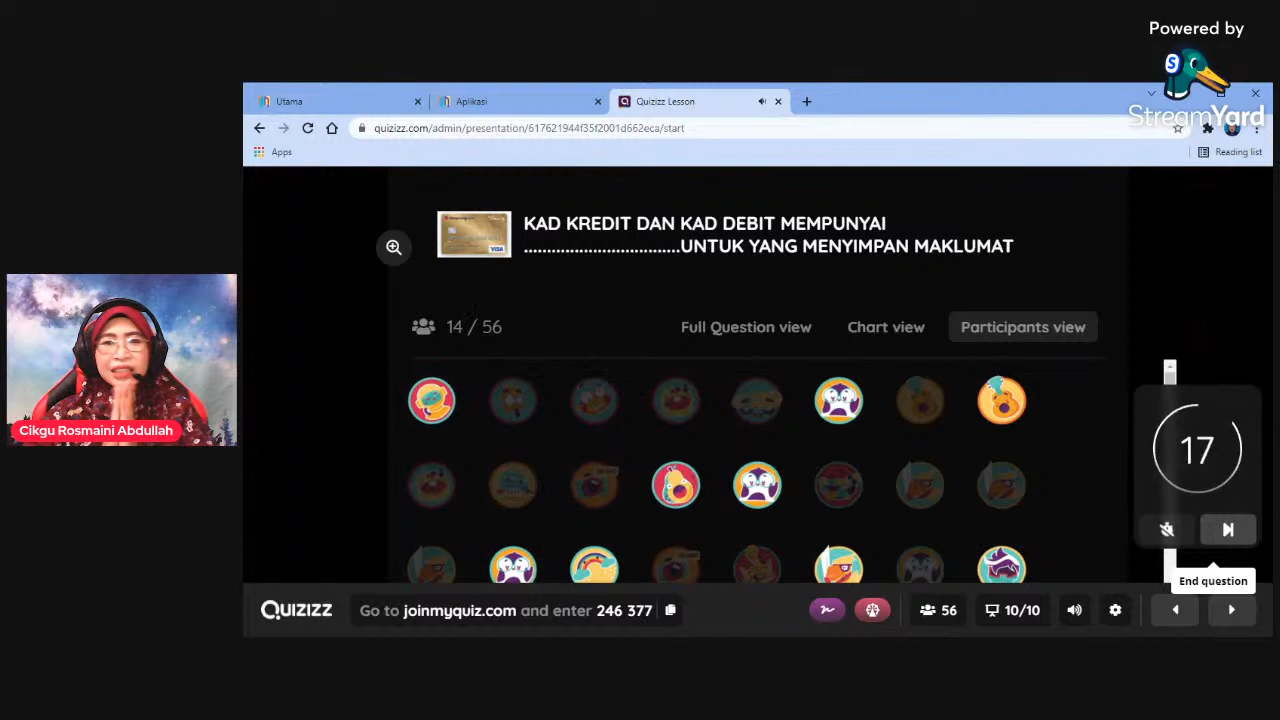 Powered by
S
StreamYard
Utama
Aplikasi
Quizizz Lesson
quizizz.com/admin/presentation/617621944f35f2001d662eca/start
Apps
Reading list
KAD KREDIT DAN KAD DEBIT MEMPUNYAI
...............................UNTUK YANG MENYIMPAN MAKLUMAT
VISA
14 / 56
Full Question view
Chart view
Participants view
17
Cikgu Rosmaini Abdullah
End question
QUIZIZZ
Go to joinmyquiz.com and enter 246 377
56
10/10